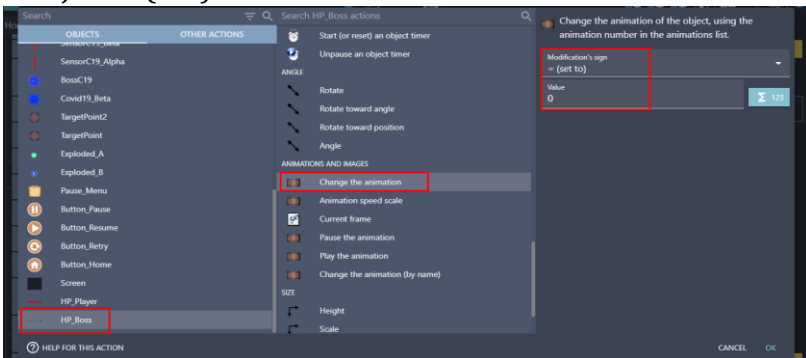 Search
OBJECTS
OTHER ACTIONS
SensorC19_Beta
SensorC19_Alpha
BossC19
Covid19_Beta
TargetPoint2
TargetPoint
Exploded_A
Exploded_B
Pause_Menu
Button_Pause
Button_Resume
Button_Retry
Button_Home
Screen
HP_Player
HP_Boss
HELP FOR THIS ACTION
Search HP_Boss actions
Start (or reset) an object timer
Unpause an object timer
ANGLE
Rotate
Rotate toward angle
Rotate toward position
Angle
ANIMATIONS AND IMAGES
Change the animation
Animation speed scale
Current frame
Pause the animation
Play the animation
Change the animation (by name)
SIZE
Height
Scale
Change the animation of the object, using the
animation number in the animations list.
Modification's sign
= (set to)
Value
0
Σ 123
CANCEL
OK